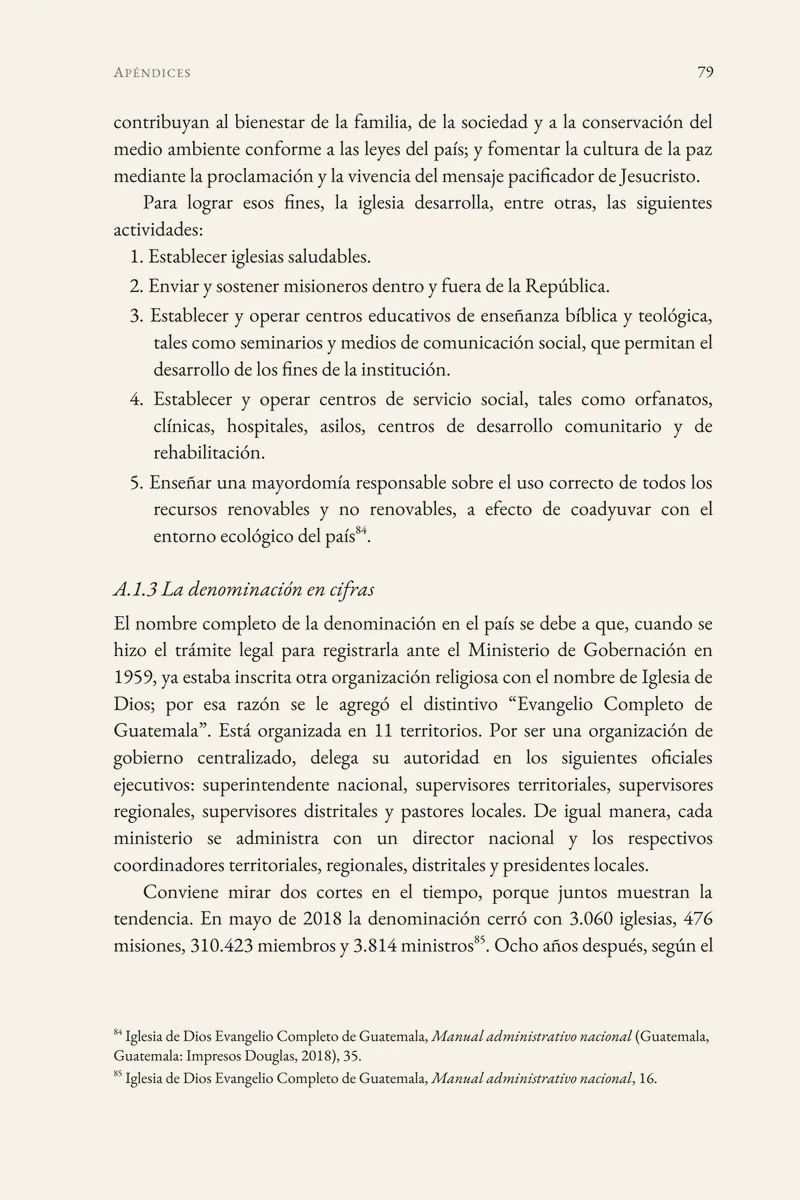 APÉNDICES 79
contribuyan al bienestar de la familia, de la sociedad y a la conservación del
medio ambiente conforme a las leyes del país; y fomentar la cultura de la paz
mediante la proclamación y la vivencia del mensaje pacificador de Jesucristo.
Para lograr esos fines, la iglesia desarrolla, entre otras, las siguientes
actividades:
1. Establecer iglesias saludables.
2. Enviar y sostener misioneros dentro y fuera de la República.
3. Establecer y operar centros educativos de enseñanza bíblica y teológica,
tales como seminarios y medios de comunicación social, que permitan el
desarrollo de los fines de la institución.
4. Establecer y operar centros de servicio social, tales como orfanatos,
clínicas, hospitales, asilos, centros de desarrollo comunitario y de
rehabilitación.
5. Enseñar una mayordomía responsable sobre el uso correcto de todos los
recursos renovables y no renovables, a efecto de coadyuvar con el
entorno ecológico del país⁸⁴.
A.1.3 La denominación en cifras
El nombre completo de la denominación en el país se debe a que, cuando se
hizo el trámite legal para registrarla ante el Ministerio de Gobernación en
1959, ya estaba inscrita otra organización religiosa con el nombre de Iglesia de
Dios; por esa razón se le agregó el distintivo “Evangelio Completo de
Guatemala”. Está organizada en 11 territorios. Por ser una organización de
gobierno centralizado, delega su autoridad en los siguientes oficiales
ejecutivos: superintendente nacional, supervisores territoriales, supervisores
regionales, supervisores distritales y pastores locales. De igual manera, cada
ministerio se administra con un director nacional y los respectivos
coordinadores territoriales, regionales, distritales y presidentes locales.
Conviene mirar dos cortes en el tiempo, porque juntos muestran la
tendencia. En mayo de 2018 la denominación cerró con 3.060 iglesias, 476
misiones, 310.423 miembros y 3.814 ministros⁸⁵. Ocho años después, según el
⁸⁴ Iglesia de Dios Evangelio Completo de Guatemala, Manual administrativo nacional (Guatemala,
Guatemala: Impresos Douglas, 2018), 35.
⁸⁵ Iglesia de Dios Evangelio Completo de Guatemala, Manual administrativo nacional, 16.